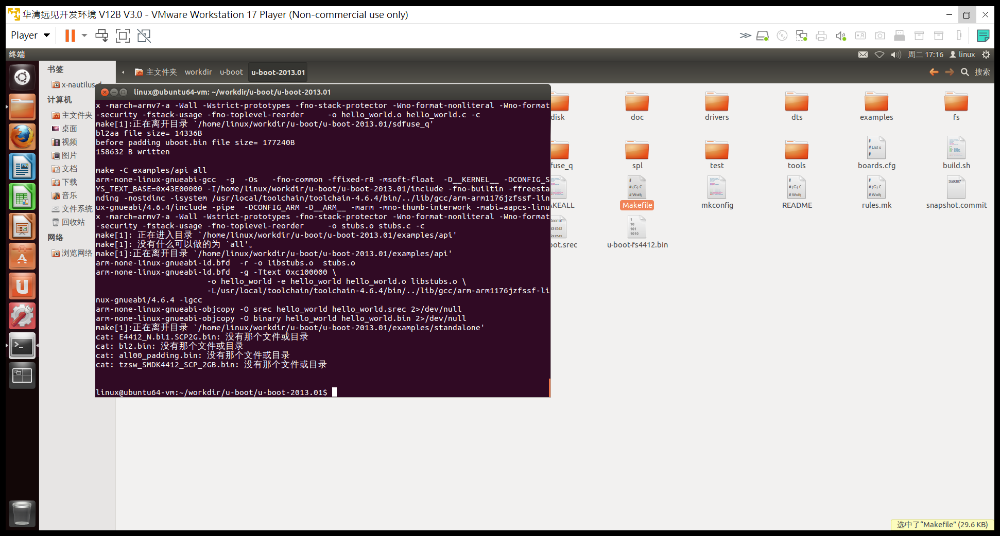 华清远见开发环境 V12B V3.0 - VMware Workstation 17 Player (Non-commercial use only)
Player
终端
周二 17:16 linux
书签
x-nautilus-d
计算机
主文件夹
桌面
视频
图片
文档
下载
音乐
文件系统
回收站
网络
浏览网络
主文件夹 workdir u-boot u-boot-2013.01
搜索
linux@ubuntu64-vm: ~/workdir/u-boot/u-boot-2013.01
x -march=armv7-a -Wall -Wstrict-prototypes -fno-stack-protector -Wno-format-nonliteral -Wno-format
-security -fstack-usage -fno-toplevel-reorder     -o hello_world.o hello_world.c -c
make[1]:正在离开目录 `/home/linux/workdir/u-boot/u-boot-2013.01/sdfuse_q'
bl2aa file size= 14336B
before padding uboot.bin file size= 177240B
158632 B written
make -C examples/api all
arm-none-linux-gnueabi-gcc  -g  -Os   -fno-common -ffixed-r8 -msoft-float  -D__KERNEL__ -DCONFIG_S
YS_TEXT_BASE=0x43E00000 -I/home/linux/workdir/u-boot/u-boot-2013.01/include -fno-builtin -ffreesta
nding -nostdinc -isystem /usr/local/toolchain/toolchain-4.6.4/bin/../lib/gcc/arm-arm1176jzfssf-lin
ux-gnueabi/4.6.4/include -pipe  -DCONFIG_ARM -D__ARM__ -marm -mno-thumb-interwork -mabi=aapcs-linu
x -march=armv7-a -Wall -Wstrict-prototypes -fno-stack-protector -Wno-format-nonliteral -Wno-format
-security -fstack-usage -fno-toplevel-reorder     -o stubs.o stubs.c -c
make[1]: 正在进入目录 `/home/linux/workdir/u-boot/u-boot-2013.01/examples/api'
make[1]: 没有什么可以做的为 `all'。
make[1]:正在离开目录 `/home/linux/workdir/u-boot/u-boot-2013.01/examples/api'
arm-none-linux-gnueabi-ld.bfd  -r -o libstubs.o  stubs.o
arm-none-linux-gnueabi-ld.bfd  -g -Ttext 0xc100000 \
-o hello_world -e hello_world hello_world.o libstubs.o \
-L/usr/local/toolchain/toolchain-4.6.4/bin/../lib/gcc/arm-arm1176jzfssf-li
nux-gnueabi/4.6.4 -lgcc
arm-none-linux-gnueabi-objcopy -O srec hello_world hello_world.srec 2>/dev/null
arm-none-linux-gnueabi-objcopy -O binary hello_world hello_world.bin 2>/dev/null
make[1]:正在离开目录 `/home/linux/workdir/u-boot/u-boot-2013.01/examples/standalone'
cat: E4412_N.bl1.SCP2G.bin: 没有那个文件或目录
cat: bl2.bin: 没有那个文件或目录
cat: all00_padding.bin: 没有那个文件或目录
cat: tzsw_SMDK4412_SCP_2GB.bin: 没有那个文件或目录
linux@ubuntu64-vm:~/workdir/u-boot/u-boot-2013.01$
disk doc drivers dts examples fs
fuse_q spl test tools boards.cfg build.sh
AKEALL Makefile mkconfig README rules.mk snapshot.commit
oot.srec u-boot-fs4412.bin
选中了“Makefile” (29.6 KB)